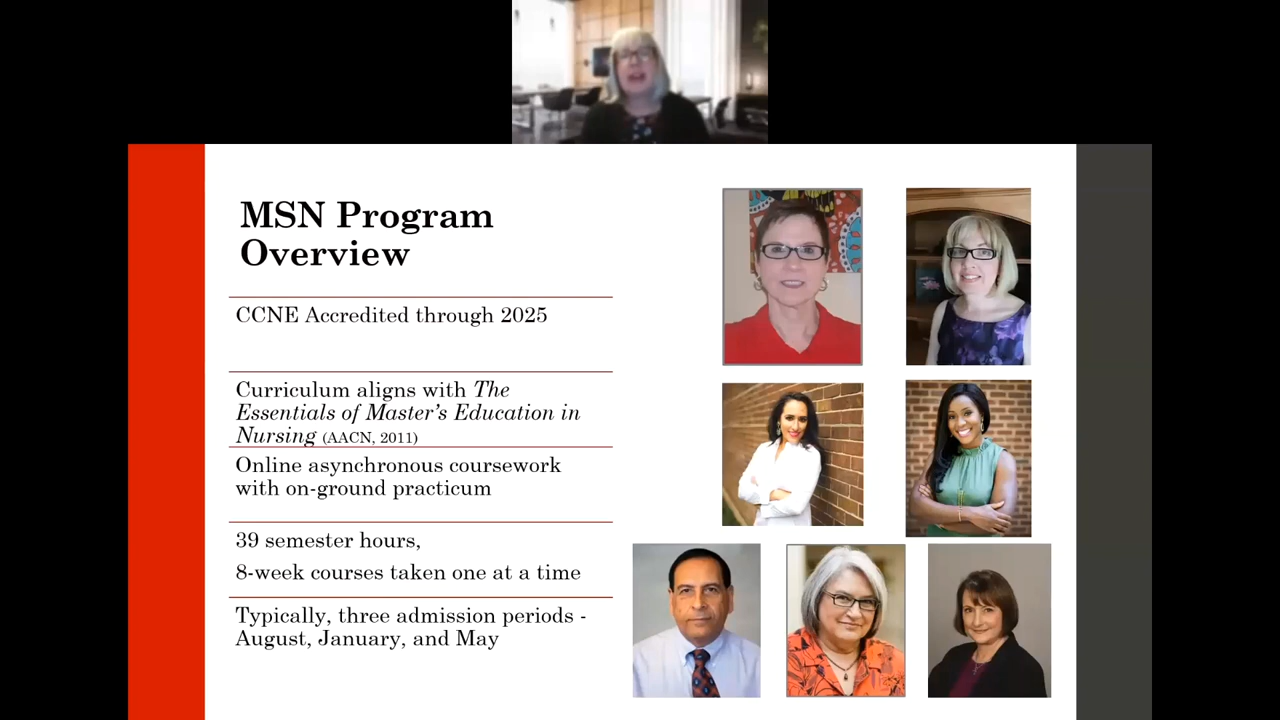 MSN Program
Overview
CCNE Accredited through 2025
Curriculum aligns with The
Essentials of Master's Education in
Nursing (AACN, 2011)
Online asynchronous coursework
with on-ground practicum
39 semester hours,
8-week courses taken one at a time
Typically, three admission periods -
August, January, and May